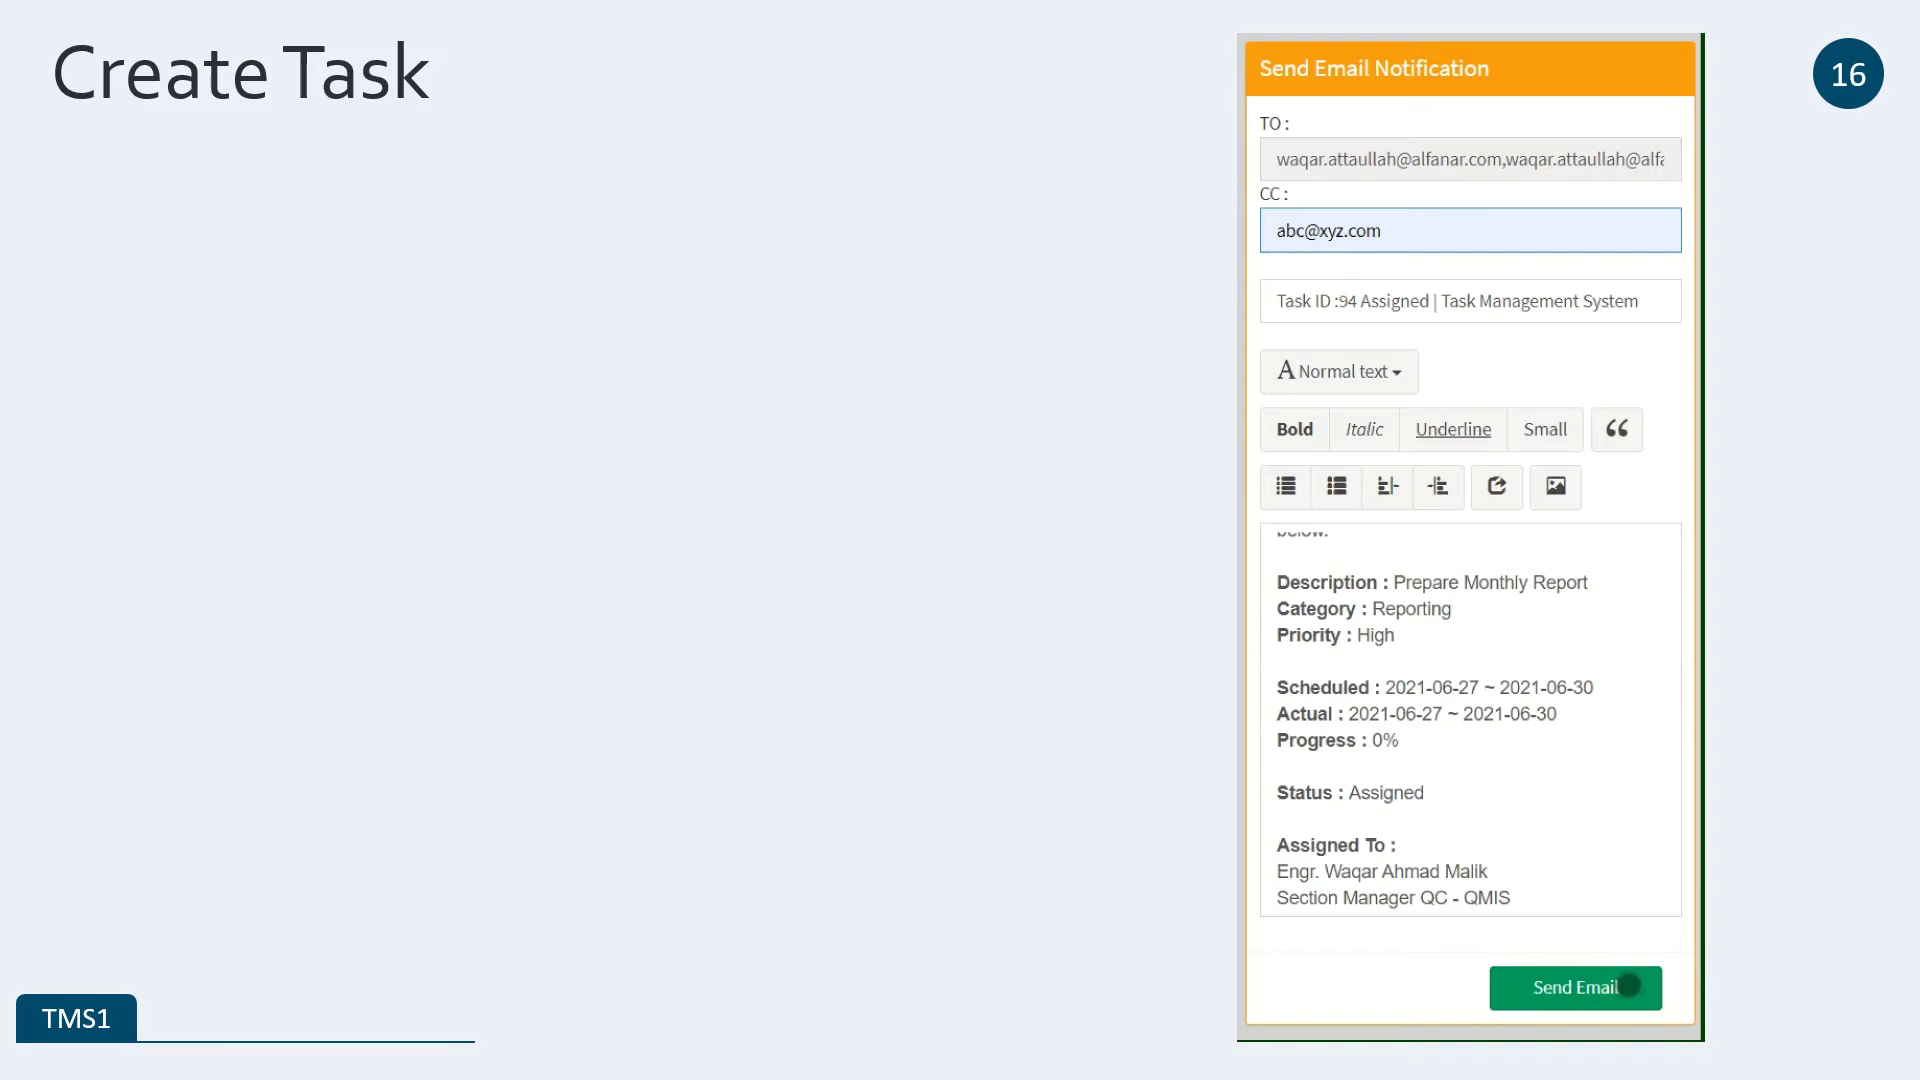 Create Task
16
Send Email Notification
TO :
waqar.attaullah@alfanar.com,waqar.attaullah@alfa
CC :
abc@xyz.com
Task ID :94 Assigned | Task Management System
A Normal text
Bold Italic Underline Small “
below.
Description : Prepare Monthly Report
Category : Reporting
Priority : High
Scheduled : 2021-06-27 ~ 2021-06-30
Actual : 2021-06-27 ~ 2021-06-30
Progress : 0%
Status : Assigned
Assigned To :
Engr. Waqar Ahmad Malik
Section Manager QC - QMIS
Send Email
TMS1